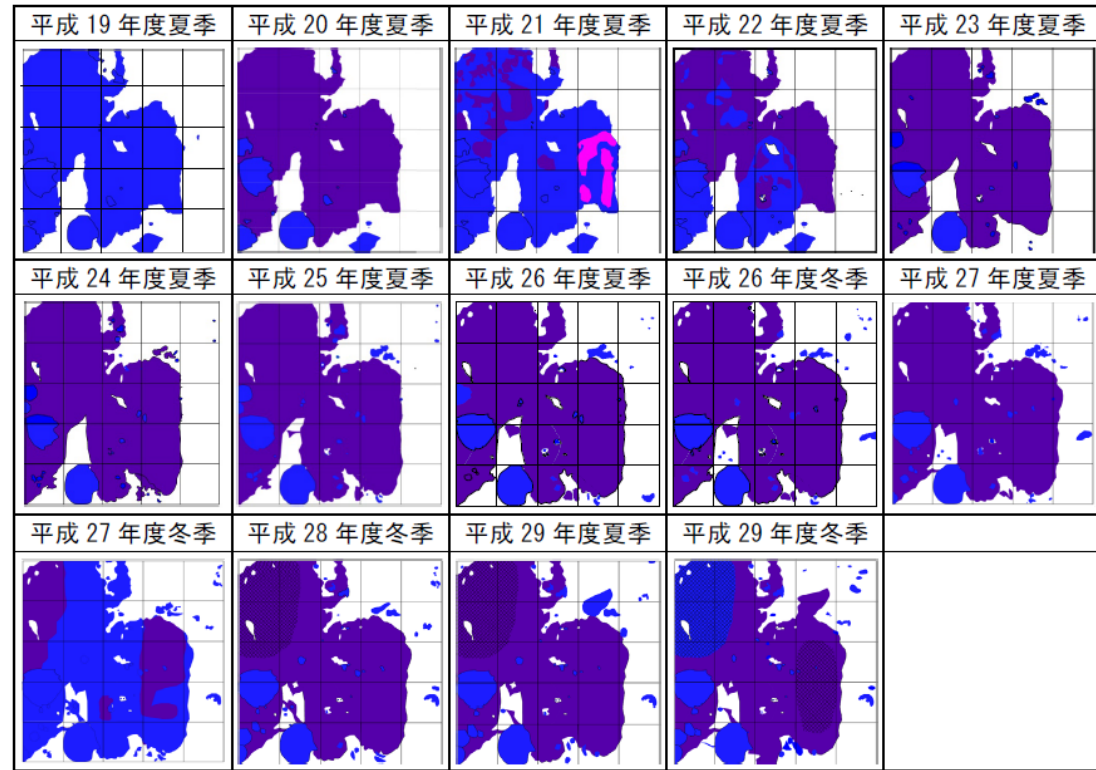 平成 19 年度夏季
平成 20 年度夏季
平成 21 年度夏季
平成 22 年度夏季
平成 23 年度夏季
平成 24 年度夏季
平成 25 年度夏季
平成 26 年度夏季
平成 26 年度冬季
平成 27 年度夏季
平成 27 年度冬季
平成 28 年度冬季
平成 29 年度夏季
平成 29 年度冬季